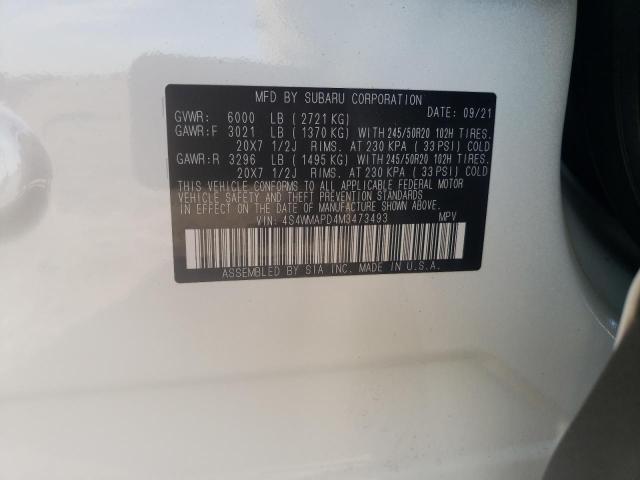 MFD BY SUBARU CORPORATION
GVWR: 6000 LB ( 2721 KG) DATE: 09/21
GAWR:F 3021 LB ( 1370 KG) WITH 245/50R20 102H TIRES.
20X7 1/2J RIMS. AT 230 KPA ( 33 PSI) COLD
GAWR:R 3296 LB ( 1495 KG) WITH 245/50R20 102H TIRES.
20X7 1/2J RIMS. AT 230 KPA ( 33 PSI) COLD
THIS VEHICLE CONFORMS TO ALL APPLICABLE FEDERAL MOTOR
VEHICLE SAFETY AND THEFT PREVENTION STANDARDS
IN EFFECT ON THE DATE OF MANUFACTURE SHOWN ABOVE.
VIN: 4S4WMAPD4M3473493 MPV
ASSEMBLED BY SIA INC. MADE IN U.S.A.